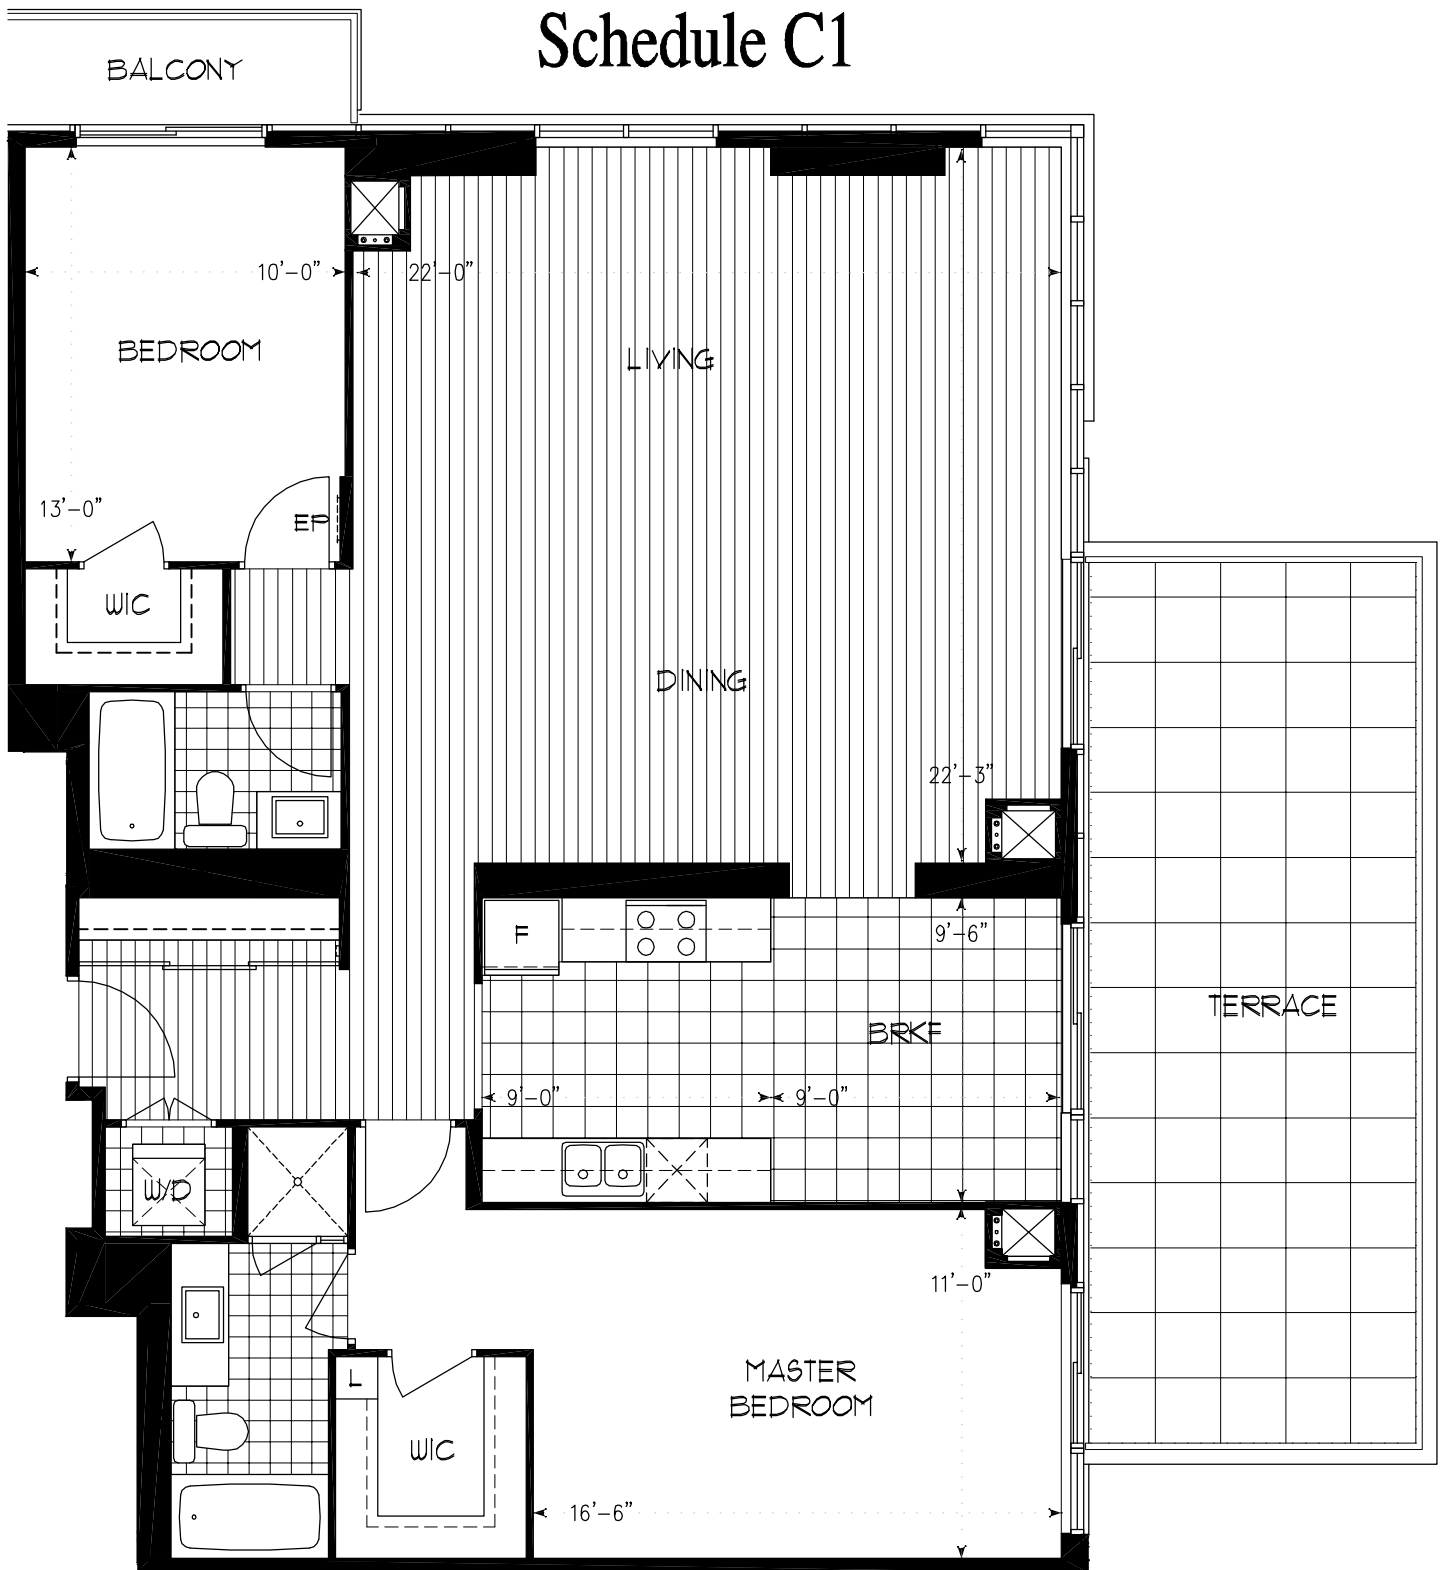 Schedule C1
BALCONY
10'-0"
22'-0"
BEDROOM
LIVING
13'-0"
EP
WIC
DINING
22'-3"
F
9'-6"
TERRACE
BRKF
9'-0"
9'-0"
W/D
11'-0"
L
MASTER
BEDROOM
WIC
16'-6"